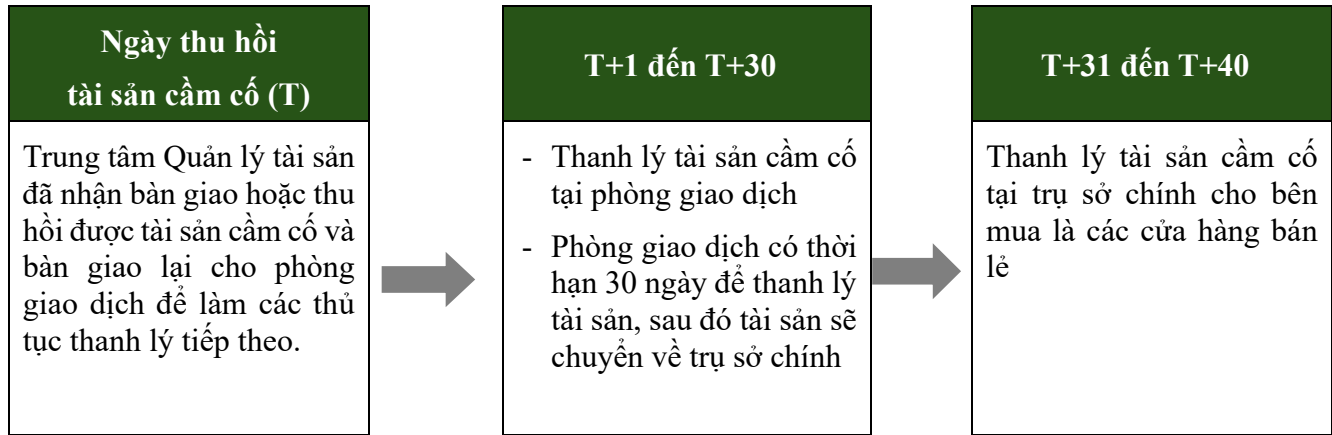 Ngày thu hồi
tài sản cầm cố (T)
Trung tâm Quản lý tài sản
đã nhận bàn giao hoặc thu
hồi được tài sản cầm cố và
bàn giao lại cho phòng
giao dịch để làm các thủ
tục thanh lý tiếp theo.
T+1 đến T+30
- Thanh lý tài sản cầm cố
tại phòng giao dịch
- Phòng giao dịch có thời
hạn 30 ngày để thanh lý
tài sản, sau đó tài sản sẽ
chuyển về trụ sở chính
T+31 đến T+40
Thanh lý tài sản cầm cố
tại trụ sở chính cho bên
mua là các cửa hàng bán
lẻ